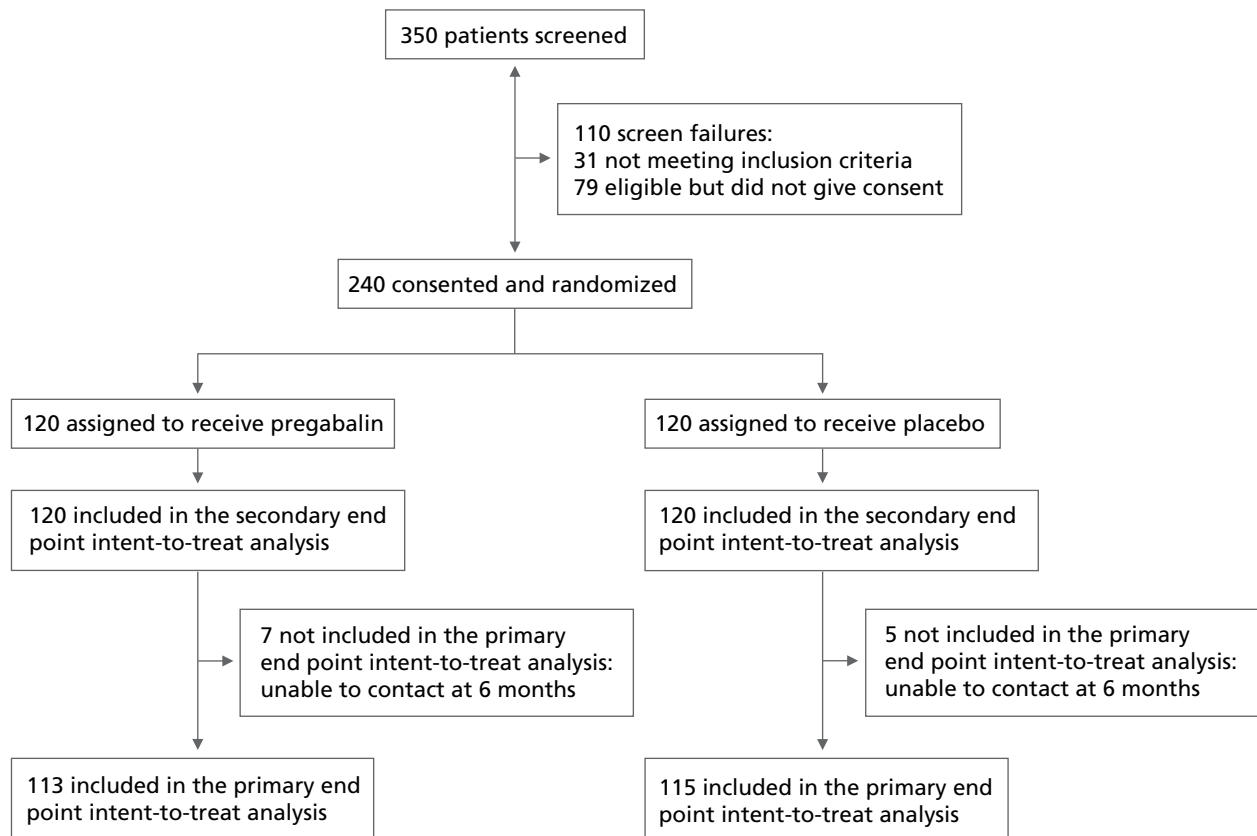 350 patients screened
110 screen failures:
31 not meeting inclusion criteria
79 eligible but did not give consent
240 consented and randomized
120 assigned to receive pregabalin
120 assigned to receive placebo
120 included in the secondary end
point intent-to-treat analysis
120 included in the secondary end
point intent-to-treat analysis
7 not included in the primary
end point intent-to-treat analysis:
unable to contact at 6 months
5 not included in the primary
end point intent-to-treat analysis:
unable to contact at 6 months
113 included in the primary end
point intent-to-treat analysis
115 included in the primary end
point intent-to-treat analysis